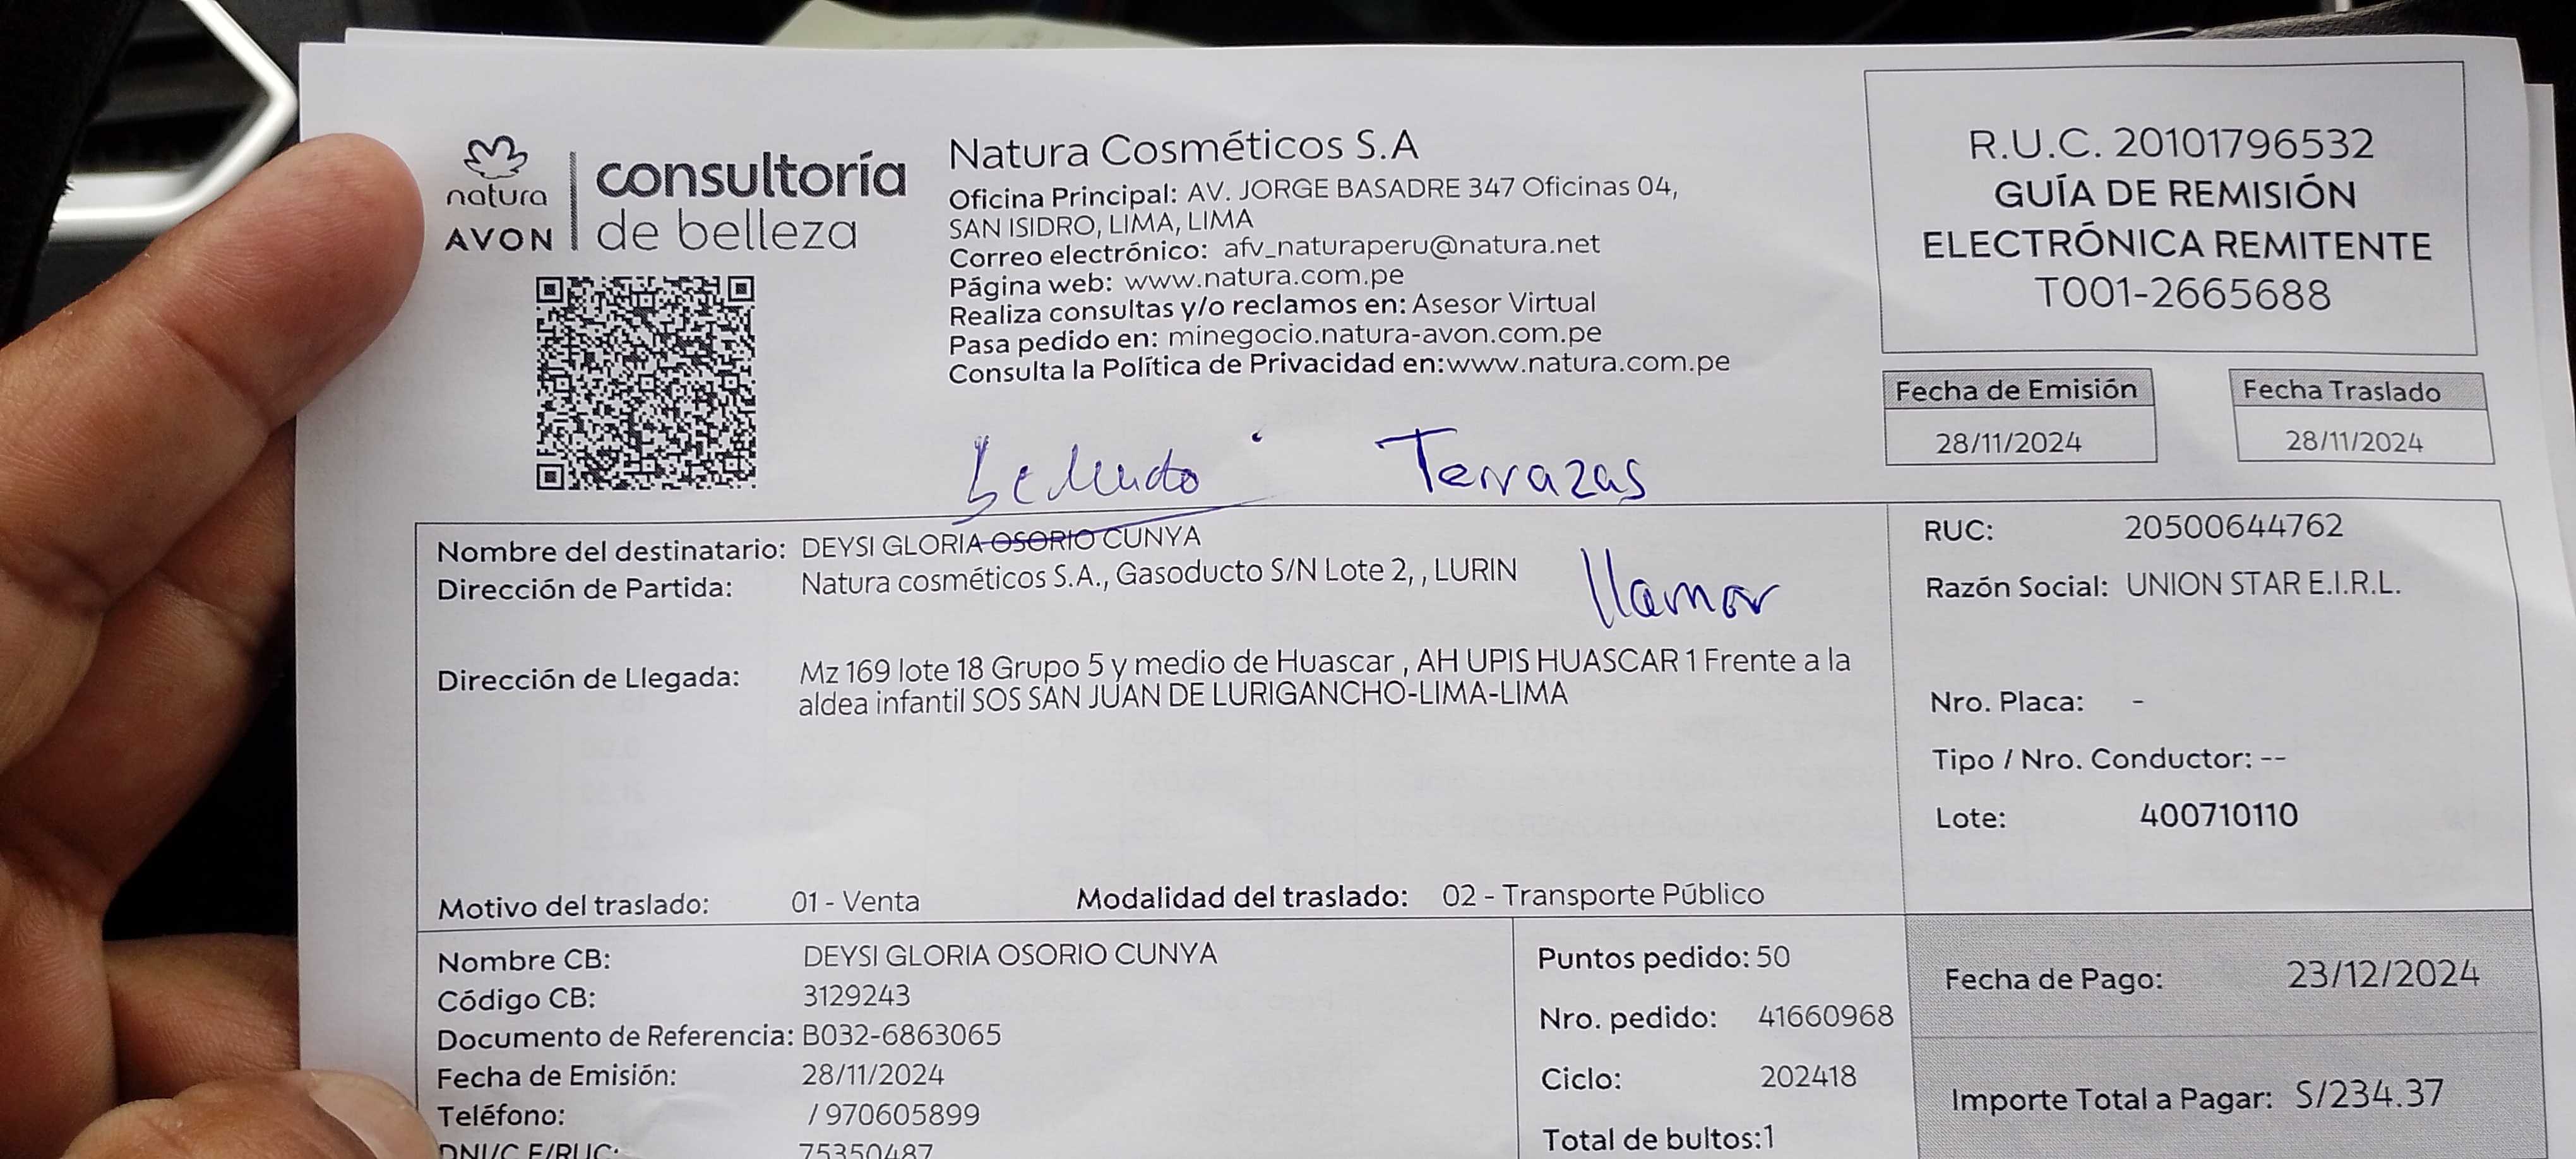 natura
AVON
consultoría
de belleza
Natura Cosméticos S.A
Oficina Principal: AV. JORGE BASADRE 347 Oficinas 04,
SAN ISIDRO, LIMA, LIMA
Correo electrónico: afv_naturaperu@natura.net
Página web: www.natura.com.pe
Realiza consultas y/o reclamos en: Asesor Virtual
Pasa pedido en: minegocio.natura-avon.com.pe
Consulta la Política de Privacidad en:www.natura.com.pe
R.U.C. 20101796532
GUÍA DE REMISIÓN
ELECTRÓNICA REMITENTE
T001-2665688
Fecha de Emisión
28/11/2024
Fecha Traslado
28/11/2024
Terrazas
Nombre del destinatario: DEYSI GLORIA OSORIO CUNYA
Dirección de Partida: Natura cosméticos S.A., Gasoducto S/N Lote 2, , LURIN
llamar
Dirección de Llegada: Mz 169 lote 18 Grupo 5 y medio de Huascar , AH UPIS HUASCAR 1 Frente a la
aldea infantil SOS SAN JUAN DE LURIGANCHO-LIMA-LIMA
Motivo del traslado: 01 - Venta Modalidad del traslado: 02 - Transporte Público
RUC: 20500644762
Razón Social: UNION STAR E.I.R.L.
Nro. Placa: -
Tipo / Nro. Conductor: --
Lote: 400710110
Nombre CB: DEYSI GLORIA OSORIO CUNYA
Código CB: 3129243
Documento de Referencia: B032-6863065
Fecha de Emisión: 28/11/2024
Teléfono: / 970605899
DNI/C.E/RUC: 75350487
Puntos pedido: 50
Nro. pedido: 41660968
Ciclo: 202418
Total de bultos:1
Fecha de Pago: 23/12/2024
Importe Total a Pagar: S/234.37